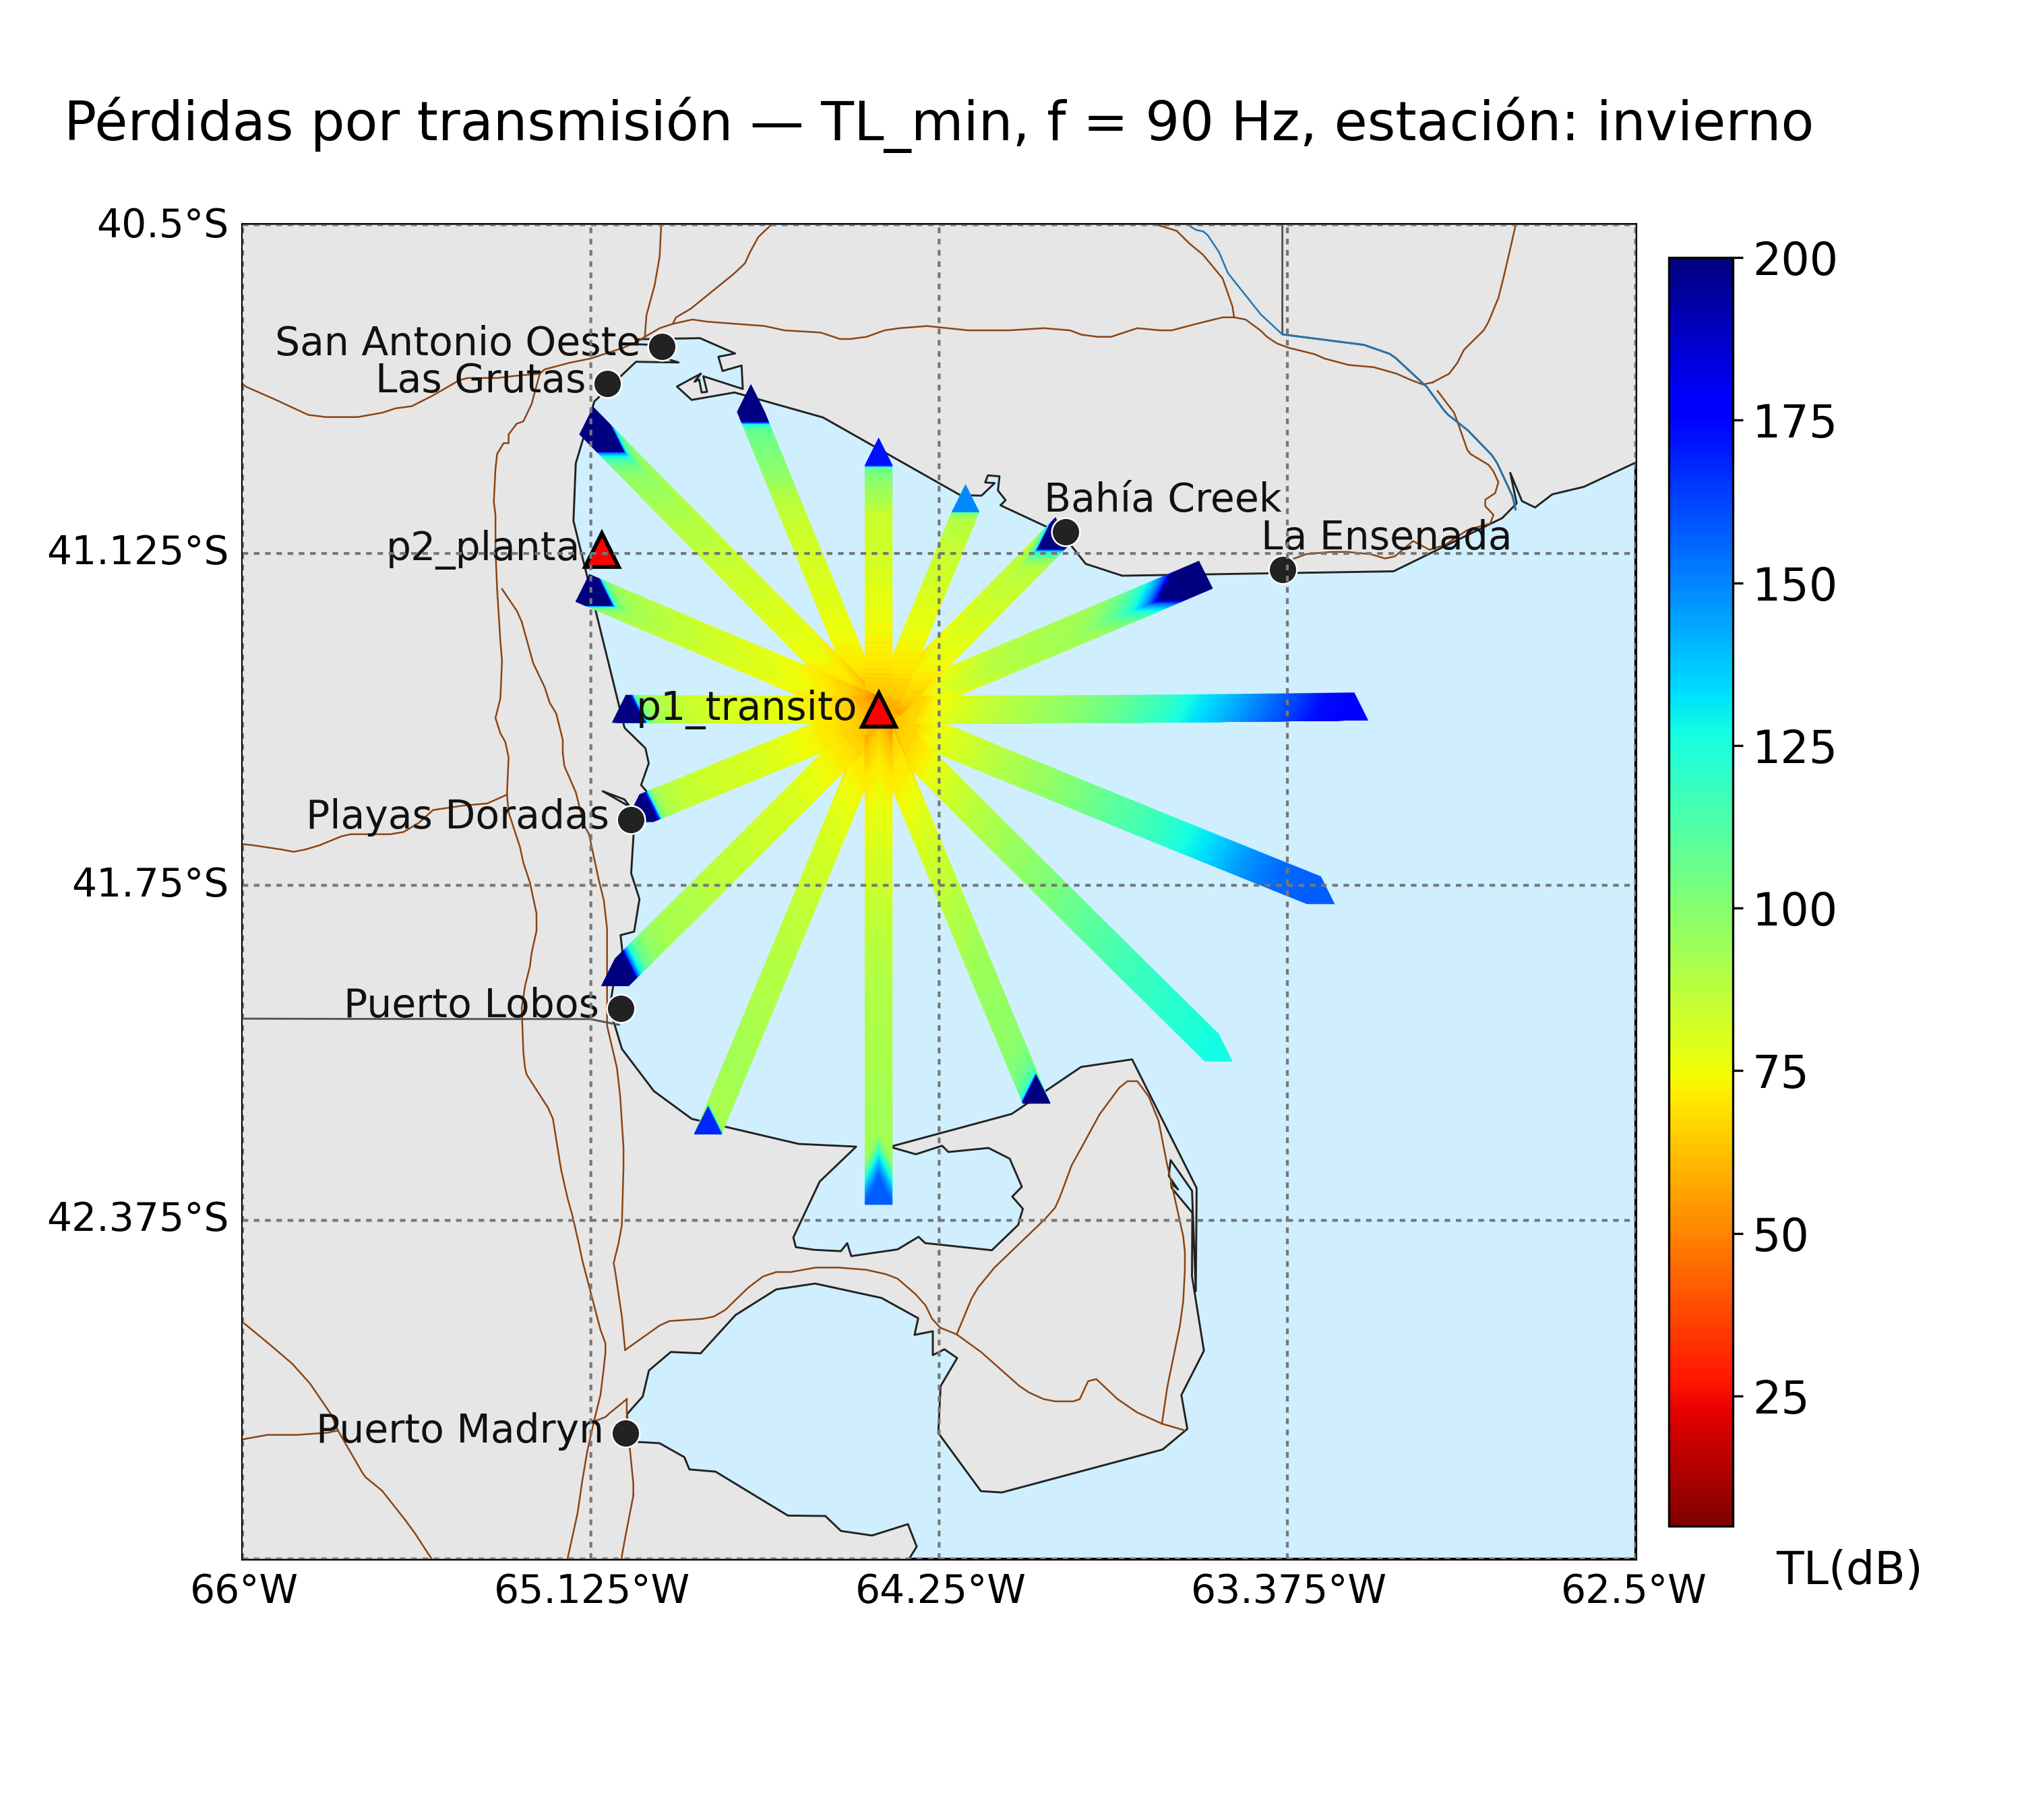 Pérdidas por transmisión — TL_min, f = 90 Hz, estación: invierno
40.5°S
200
San Antonio Oeste
Las Grutas
175
Bahía Creek
La Ensenada
p2_planta
41.125°S
150
p1_transito
125
Playas Doradas
41.75°S
100
Puerto Lobos
75
42.375°S
50
25
Puerto Madryn
TL(dB)
66°W
65.125°W
64.25°W
63.375°W
62.5°W